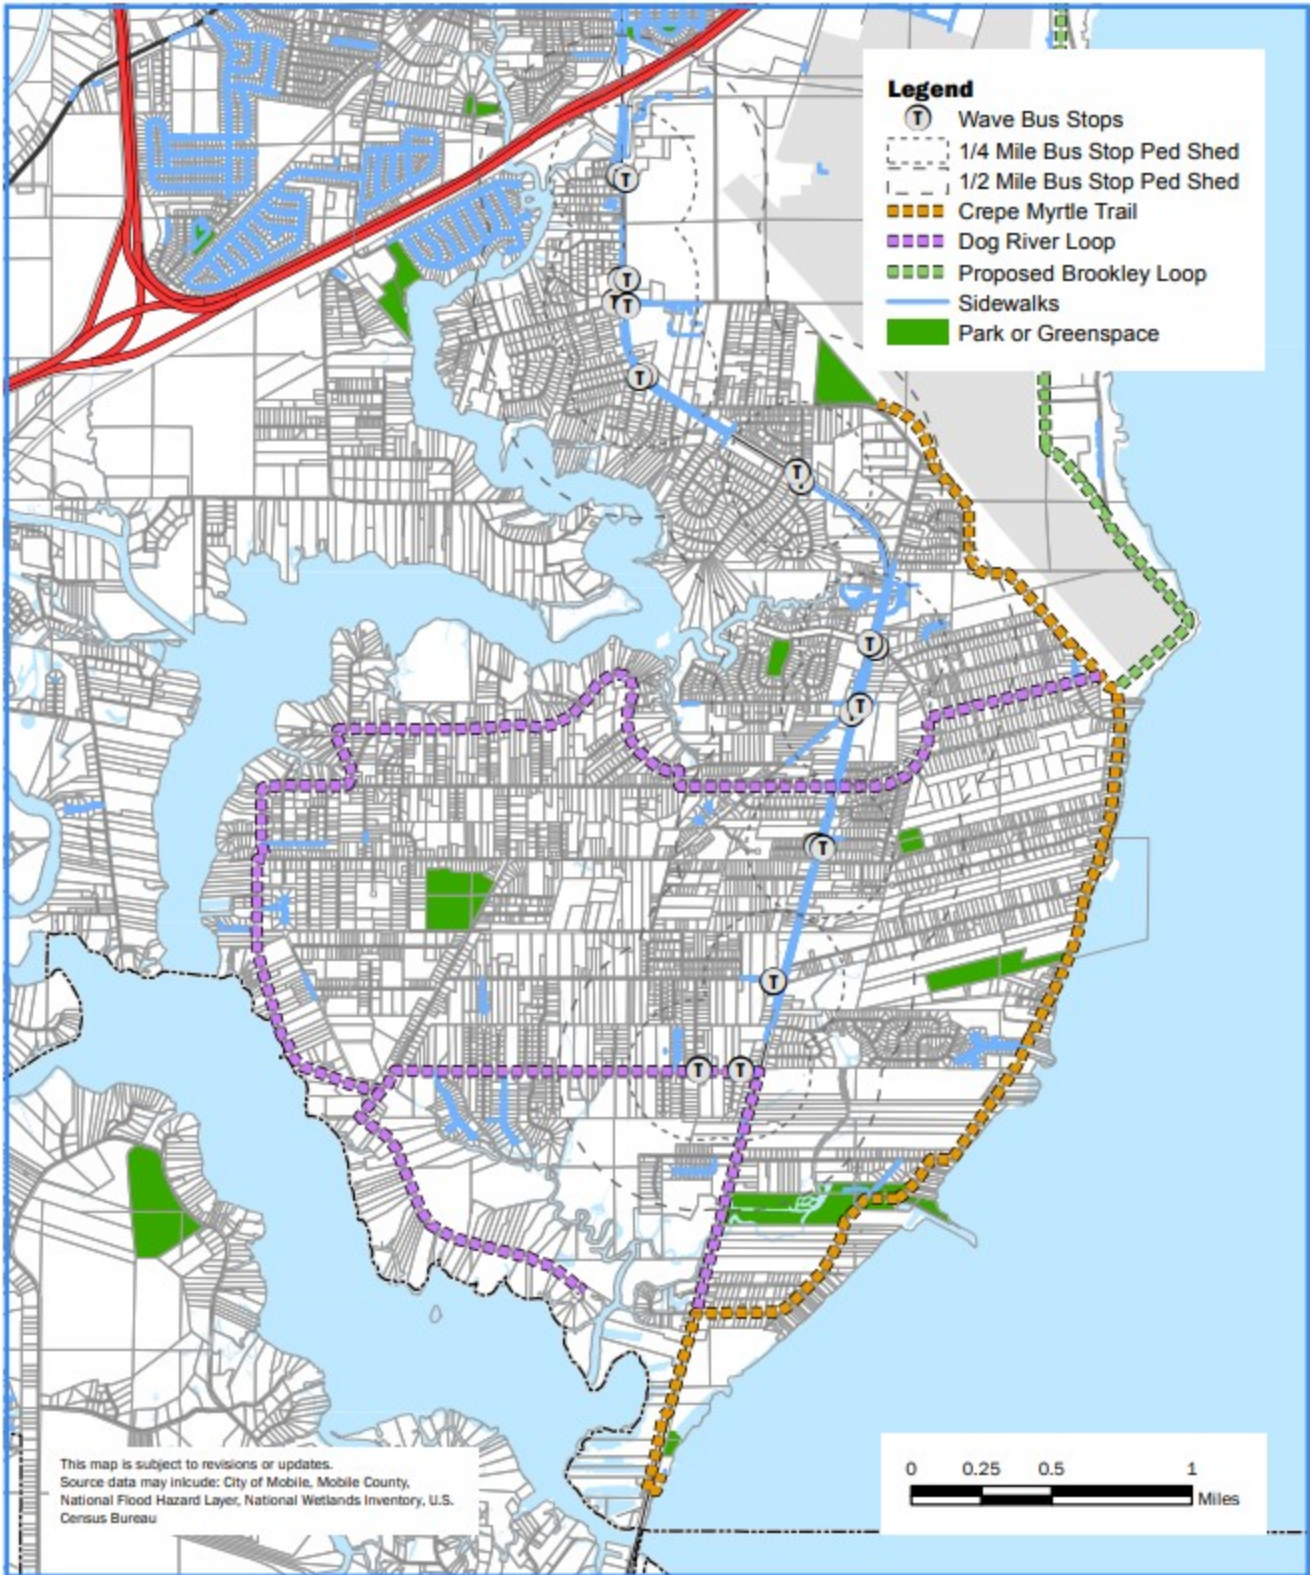 Legend
T Wave Bus Stops
1/4 Mile Bus Stop Ped Shed
1/2 Mile Bus Stop Ped Shed
Crepe Myrtle Trail
Dog River Loop
Proposed Brookley Loop
Sidewalks
Park or Greenspace
T
T
T
T
T
T
T
T
T
T
T
T
This map is subject to revisions or updates.
Source data may inlcude: City of Mobile, Mobile County,
National Flood Hazard Layer, National Wetlands Inventory, U.S.
Census Bureau
0 0.25 0.5 1
Miles